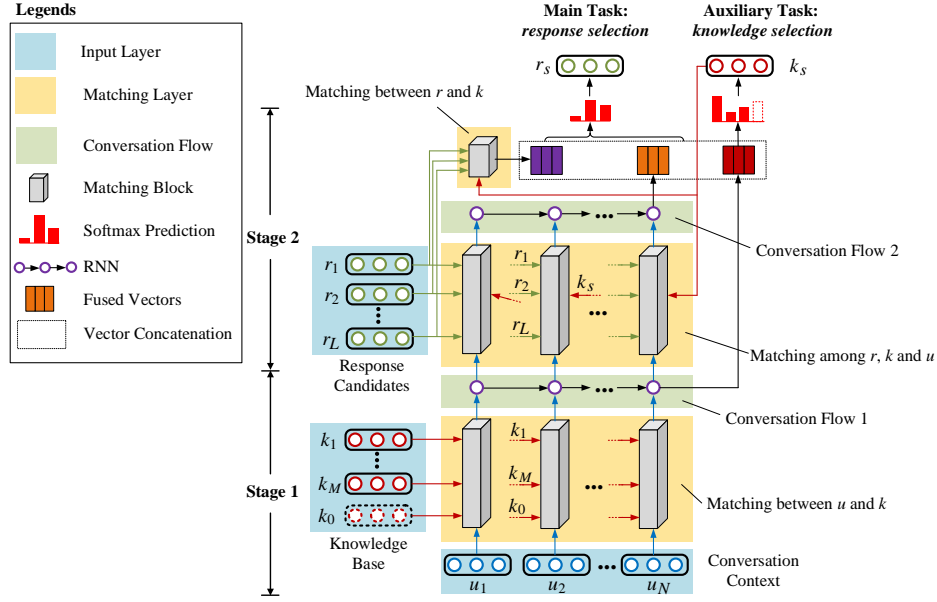 Legends
Input Layer
Matching Layer
Conversation Flow
Matching Block
Softmax Prediction
RNN
Fused Vectors
Vector Concatenation
Main Task:
response selection
Auxiliary Task:
knowledge selection
r_s
k_s
Matching between r and k
Stage 2
Conversation Flow 2
r_1
r_2
r_L
Response
Candidates
r_1
r_2
r_L
k_s
Matching among r, k and u
Stage 1
Conversation Flow 1
k_1
k_M
k_0
Knowledge
Base
k_1
k_M
k_0
Matching between u and k
u_1
u_2
u_N
Conversation
Context